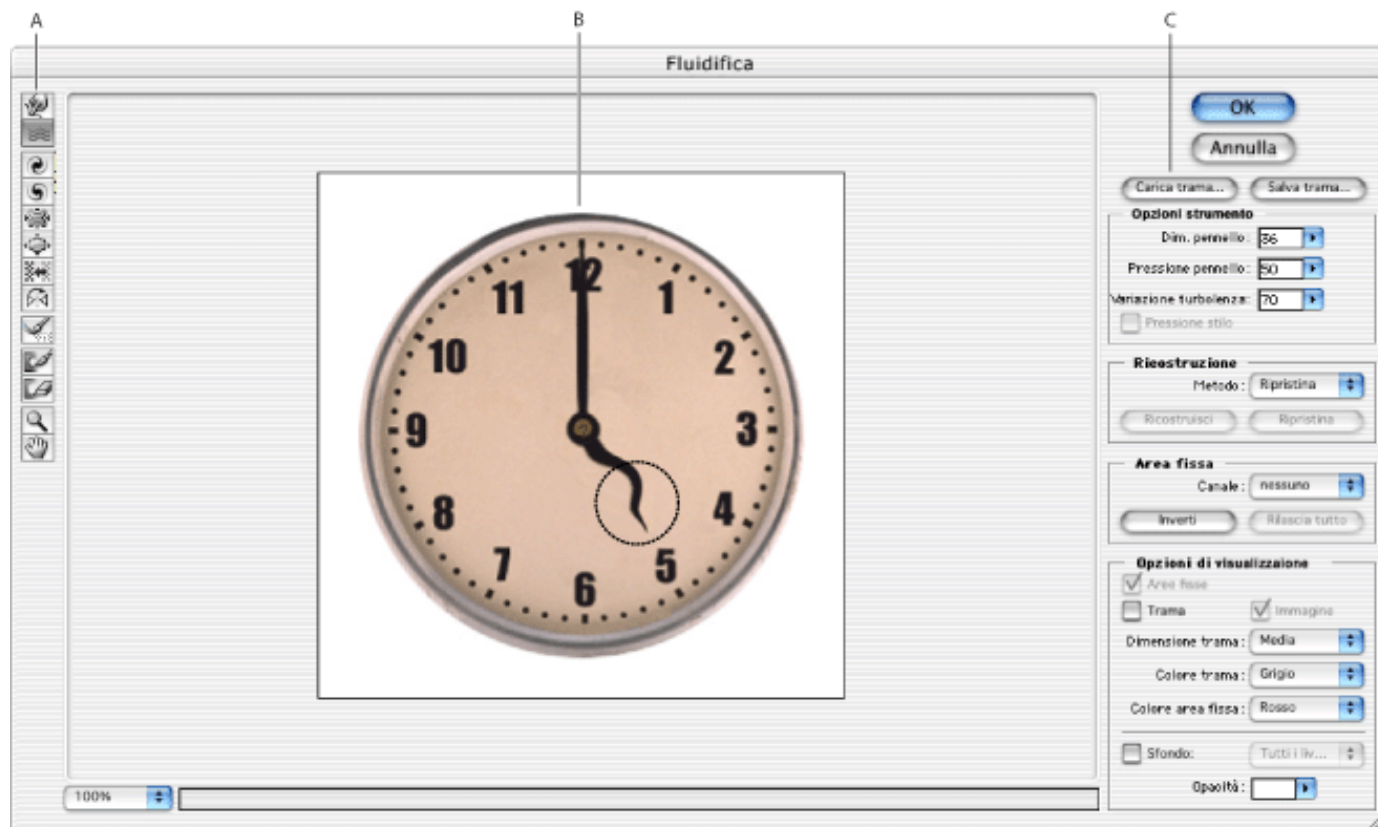 A B C
Fluidifica
OK
Annulla
Carica trama... Salva trama...
Opzioni strumento
Dim. pennello: 36
Pressione pennello: 50
Variazione turbolenza: 70
Pressione stilo
Ricostruzione
Metodo: Ripristina
Ricostruisci Ripristina
Area fissa
Canale: nessuno
Inverti Rilascia tutto
Opzioni di visualizzaione
Aree fisse
Trama Immagine
Dimensione trama: Media
Colore trama: Grigio
Colore area fissa: Rosso
Sfondo: Tutti i liv...
Opacità:
12
11 1
10 2
9 3
8 4
7 5
6
100%